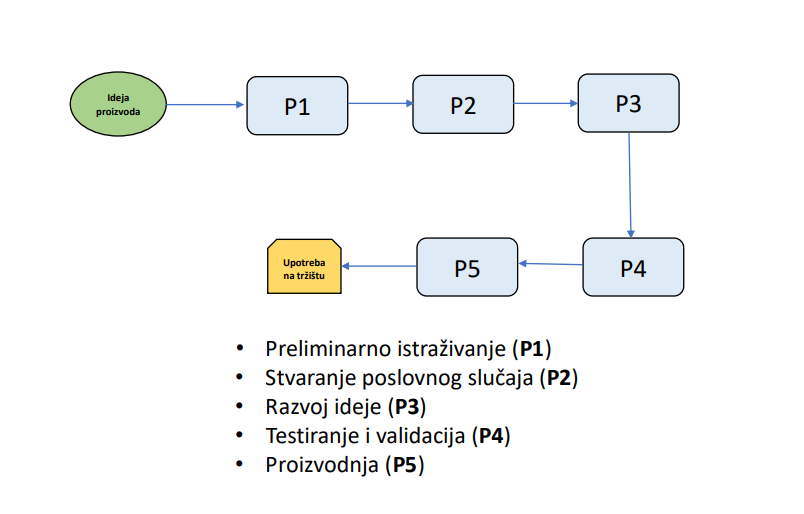 Ideja
proizvoda
P1
P2
P3
P4
P5
Upotreba
na tržištu
• Preliminarno istraživanje (P1)
• Stvaranje poslovnog slučaja (P2)
• Razvoj ideje (P3)
• Testiranje i validacija (P4)
• Proizvodnja (P5)